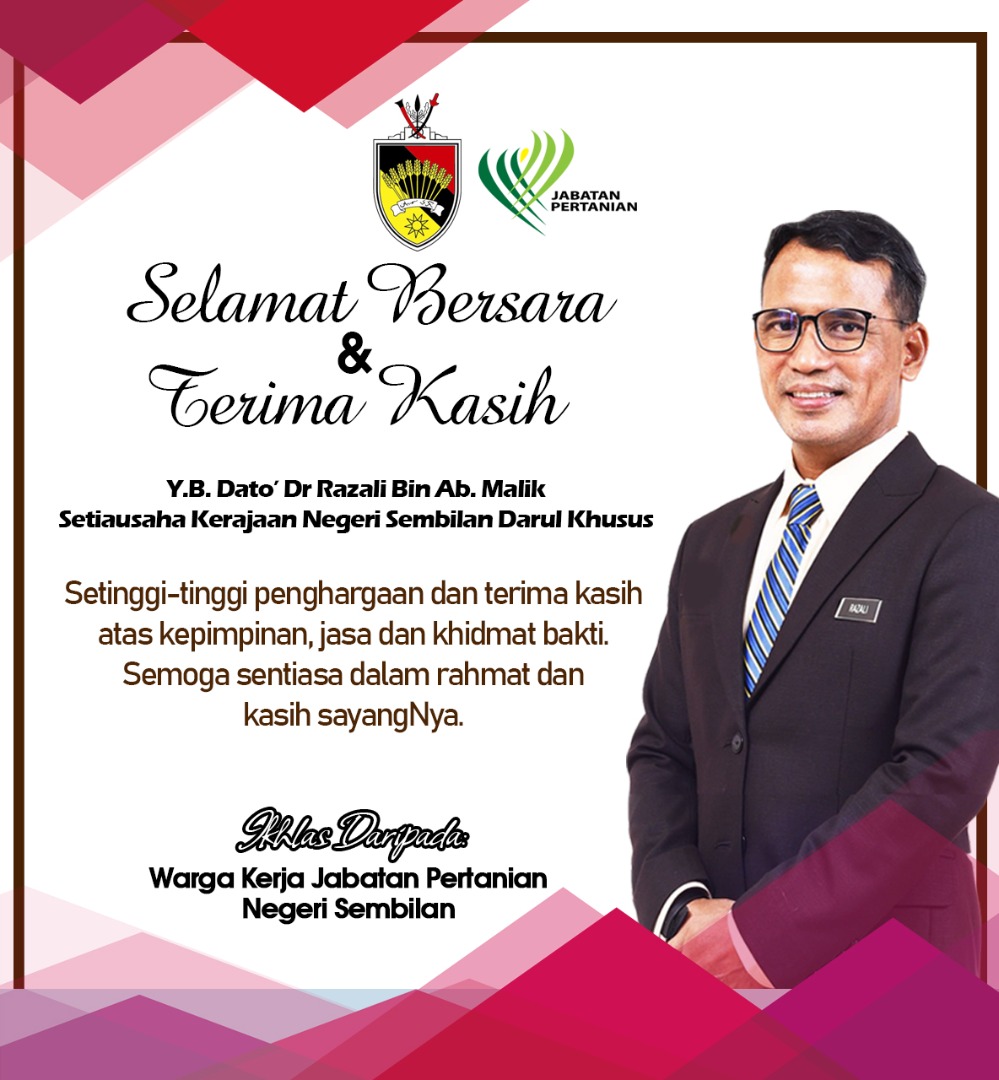 JABATAN
PERTANIAN
Selamat Bersara
&
Terima Kasih
Y.B. Dato’ Dr Razali Bin Ab. Malik
Setiausaha Kerajaan Negeri Sembilan Darul Khusus
RAZALI
Setinggi-tinggi penghargaan dan terima kasih
atas kepimpinan, jasa dan khidmat bakti.
Semoga sentiasa dalam rahmat dan
kasih sayangNya.
Ikhlas Daripada:
Warga Kerja Jabatan Pertanian
Negeri Sembilan